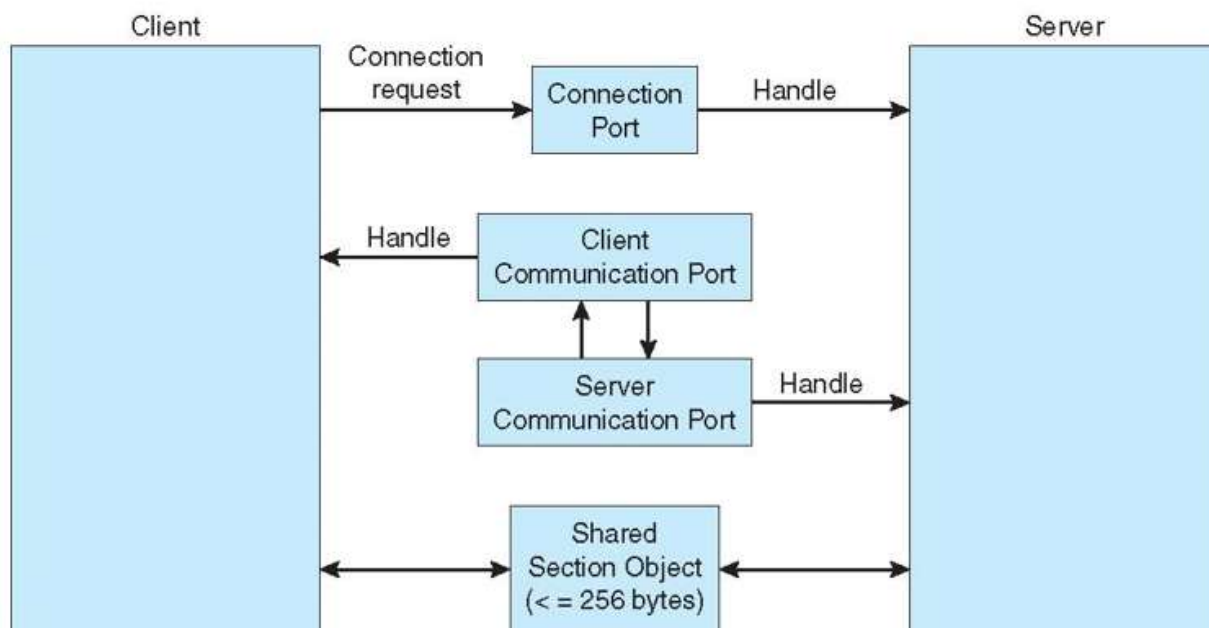 Client
Server
Connection
request
Connection
Port
Handle
Handle
Client
Communication Port
Server
Communication Port
Handle
Shared
Section Object
(< = 256 bytes)